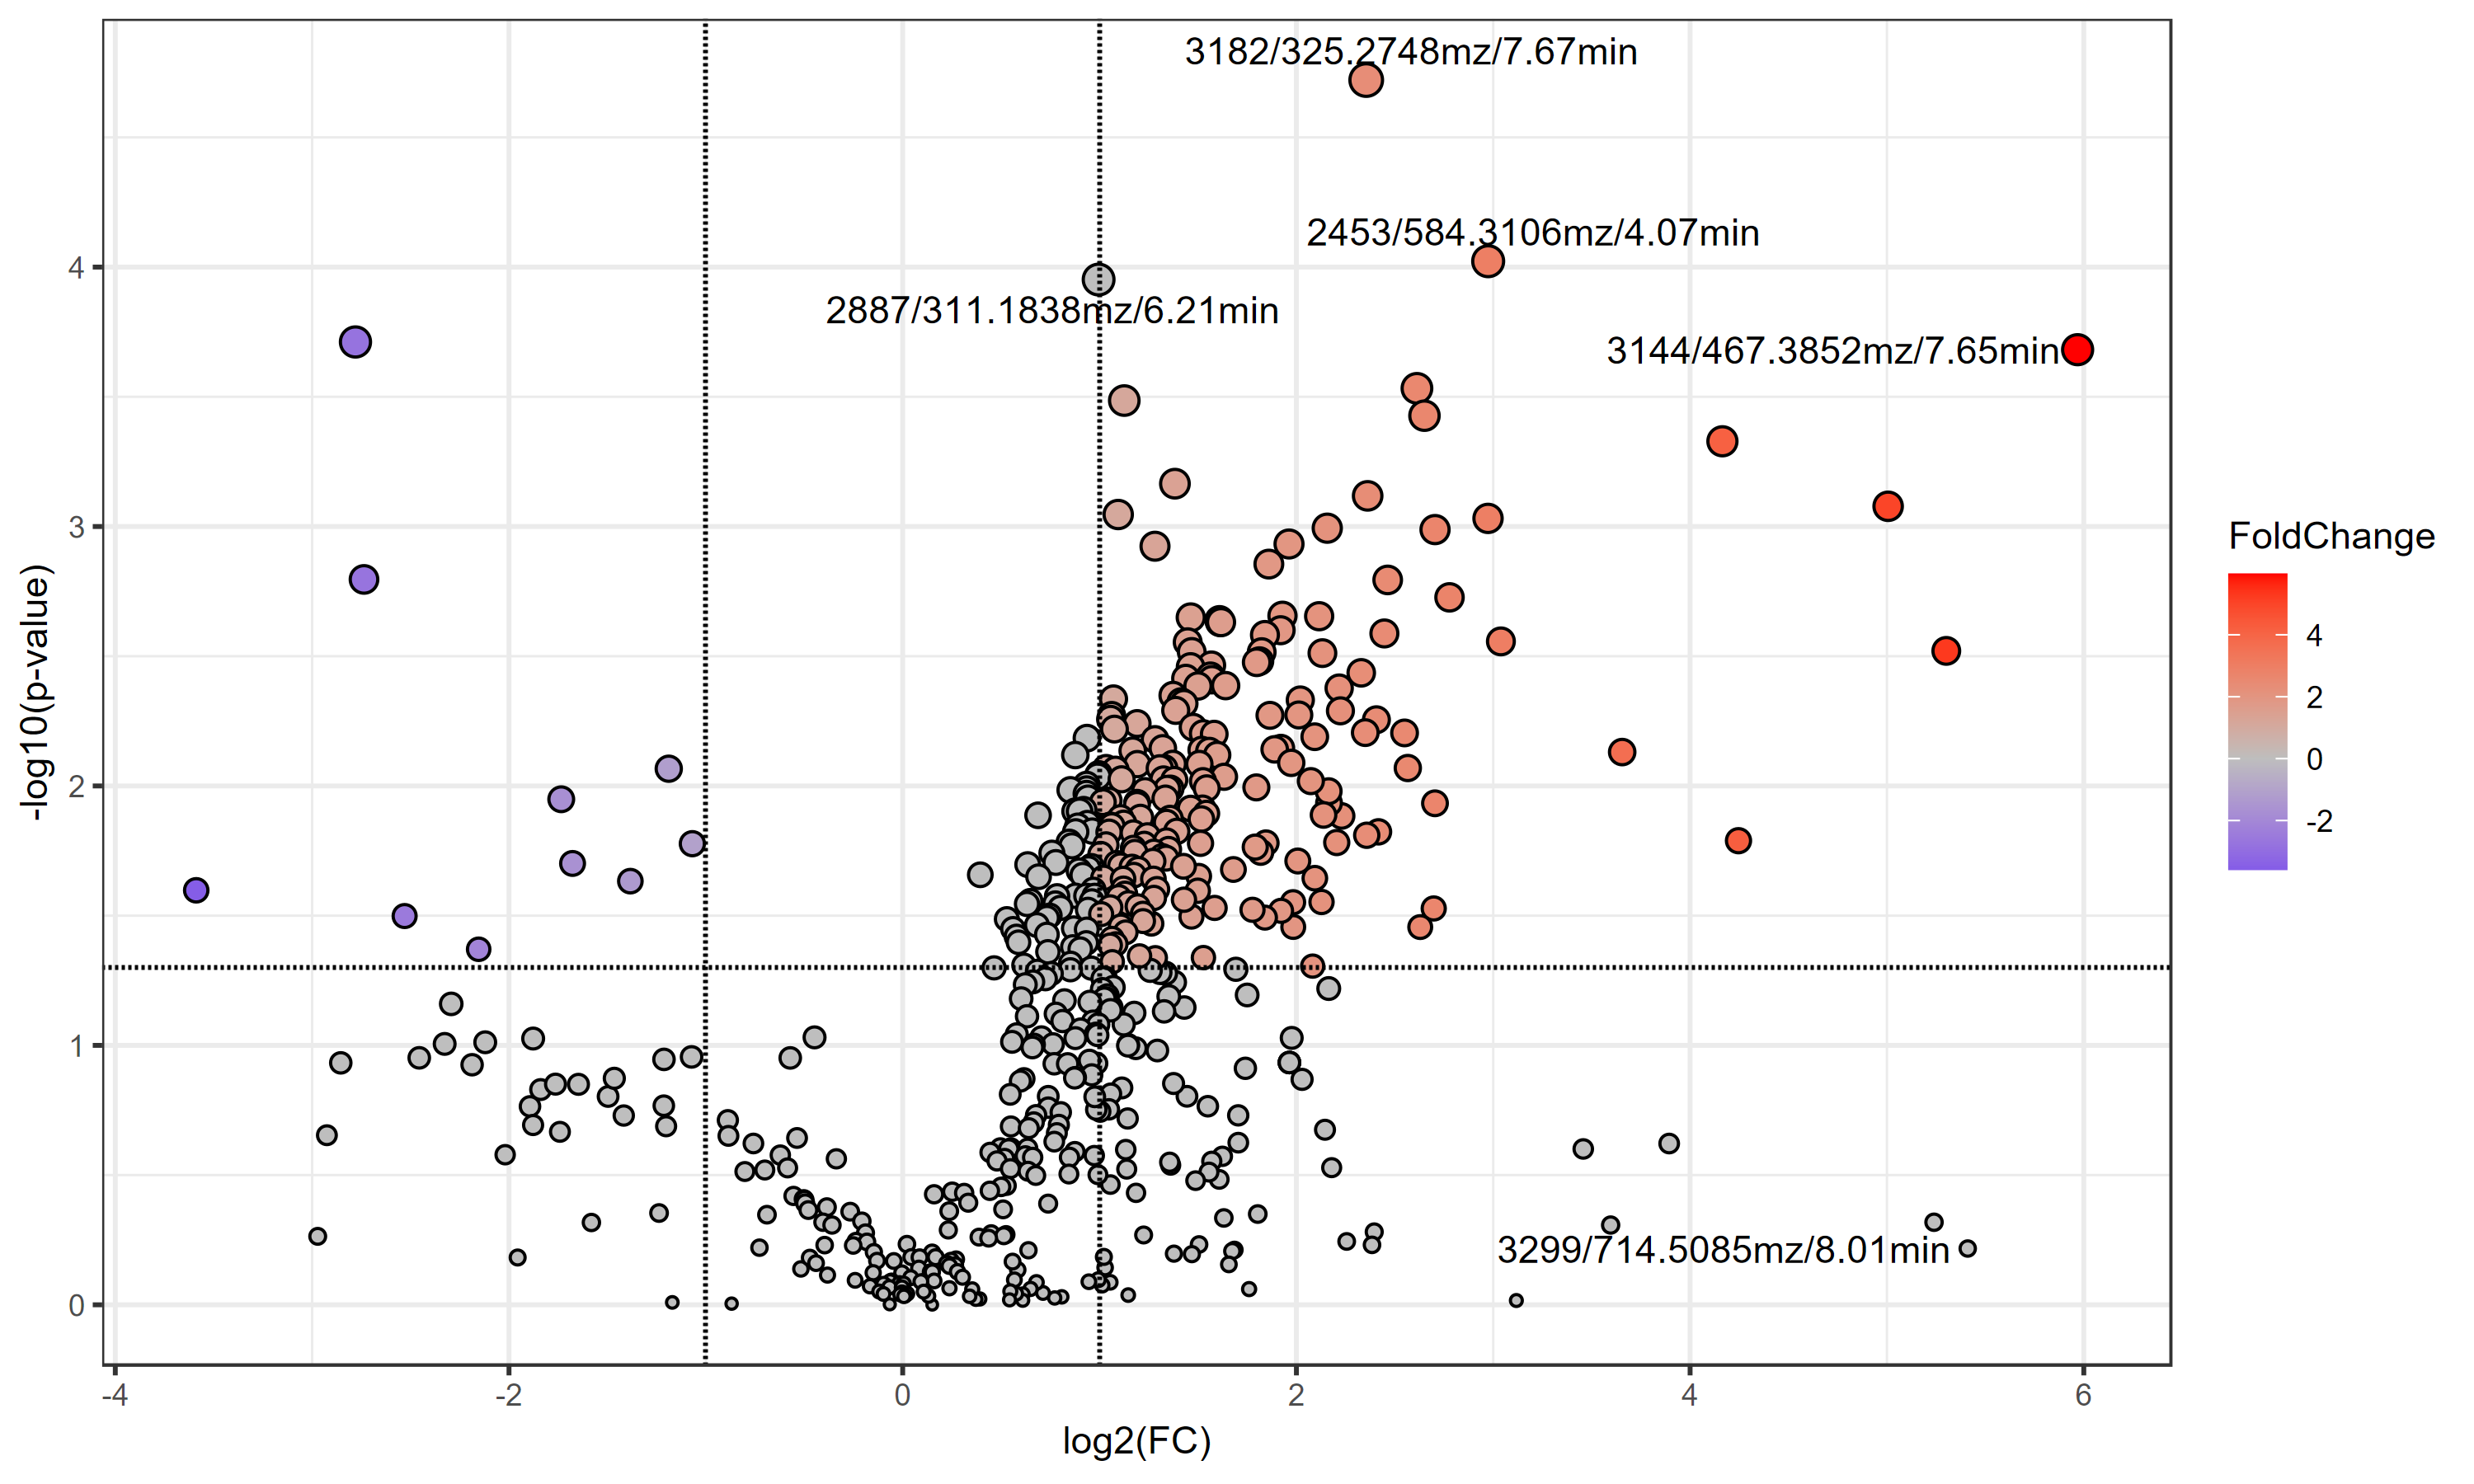 3182/325.2748mz/7.67min
2453/584.3106mz/4.07min
2887/311.1838mz/6.21min
3144/467.3852mz/7.65min
3299/714.5085mz/8.01min
-log10(p-value)
4
3
2
1
0
-4
-2
0
2
4
6
log2(FC)
FoldChange
4
2
0
-2